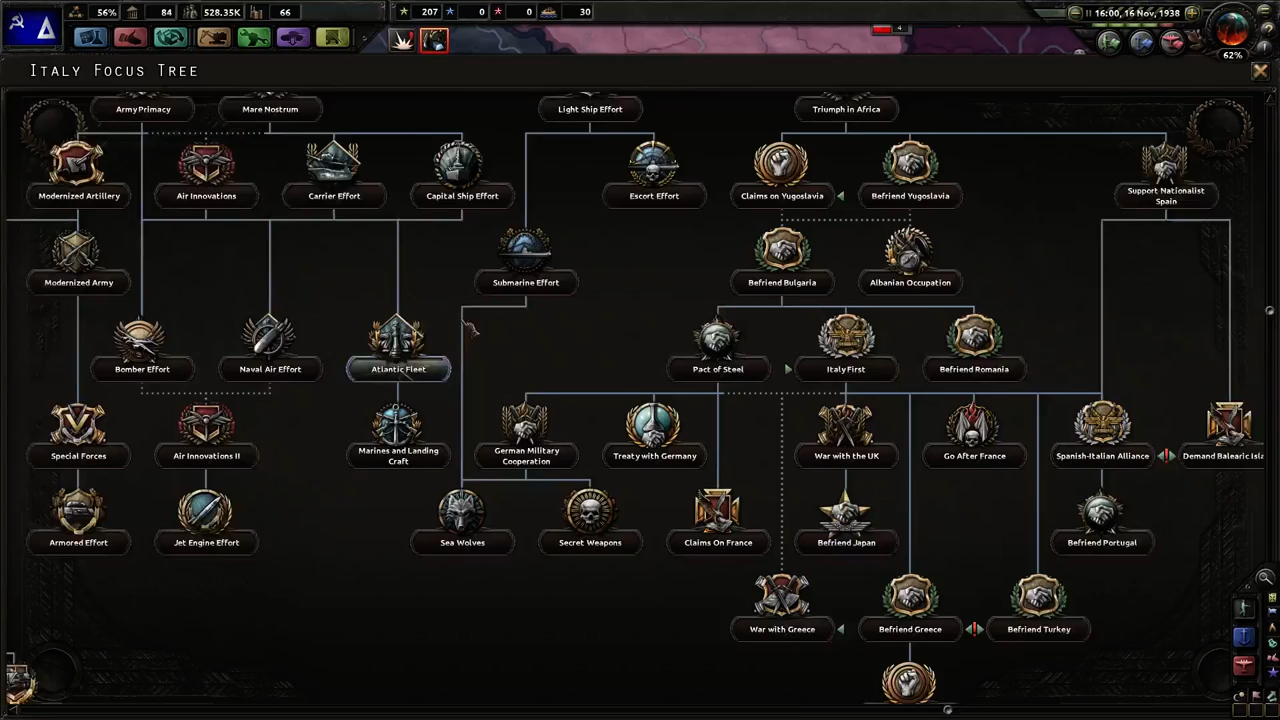 56% 84 528.35K 66 207 0 0 30 16:00, 16 Nov, 1938
4
62%
Italy Focus Tree
Army Primacy Mare Nostrum Light Ship Effort Triumph in Africa
Modernized Artillery Air Innovations Carrier Effort Capital Ship Effort Escort Effort Claims on Yugoslavia Befriend Yugoslavia Support Nationalist
Spain
Modernized Army Submarine Effort Befriend Bulgaria Albanian Occupation
Bomber Effort Naval Air Effort Atlantic Fleet Pact of Steel Italy First Befriend Romania
Special Forces Air Innovations II Marines and Landing
Craft
German Military
Cooperation
Treaty with Germany War with the UK Go After France Spanish-Italian Alliance Demand Balearic Isla
Armored Effort Jet Engine Effort Sea Wolves Secret Weapons Claims On France Befriend Japan Befriend Portugal
War with Greece Befriend Greece Befriend Turkey